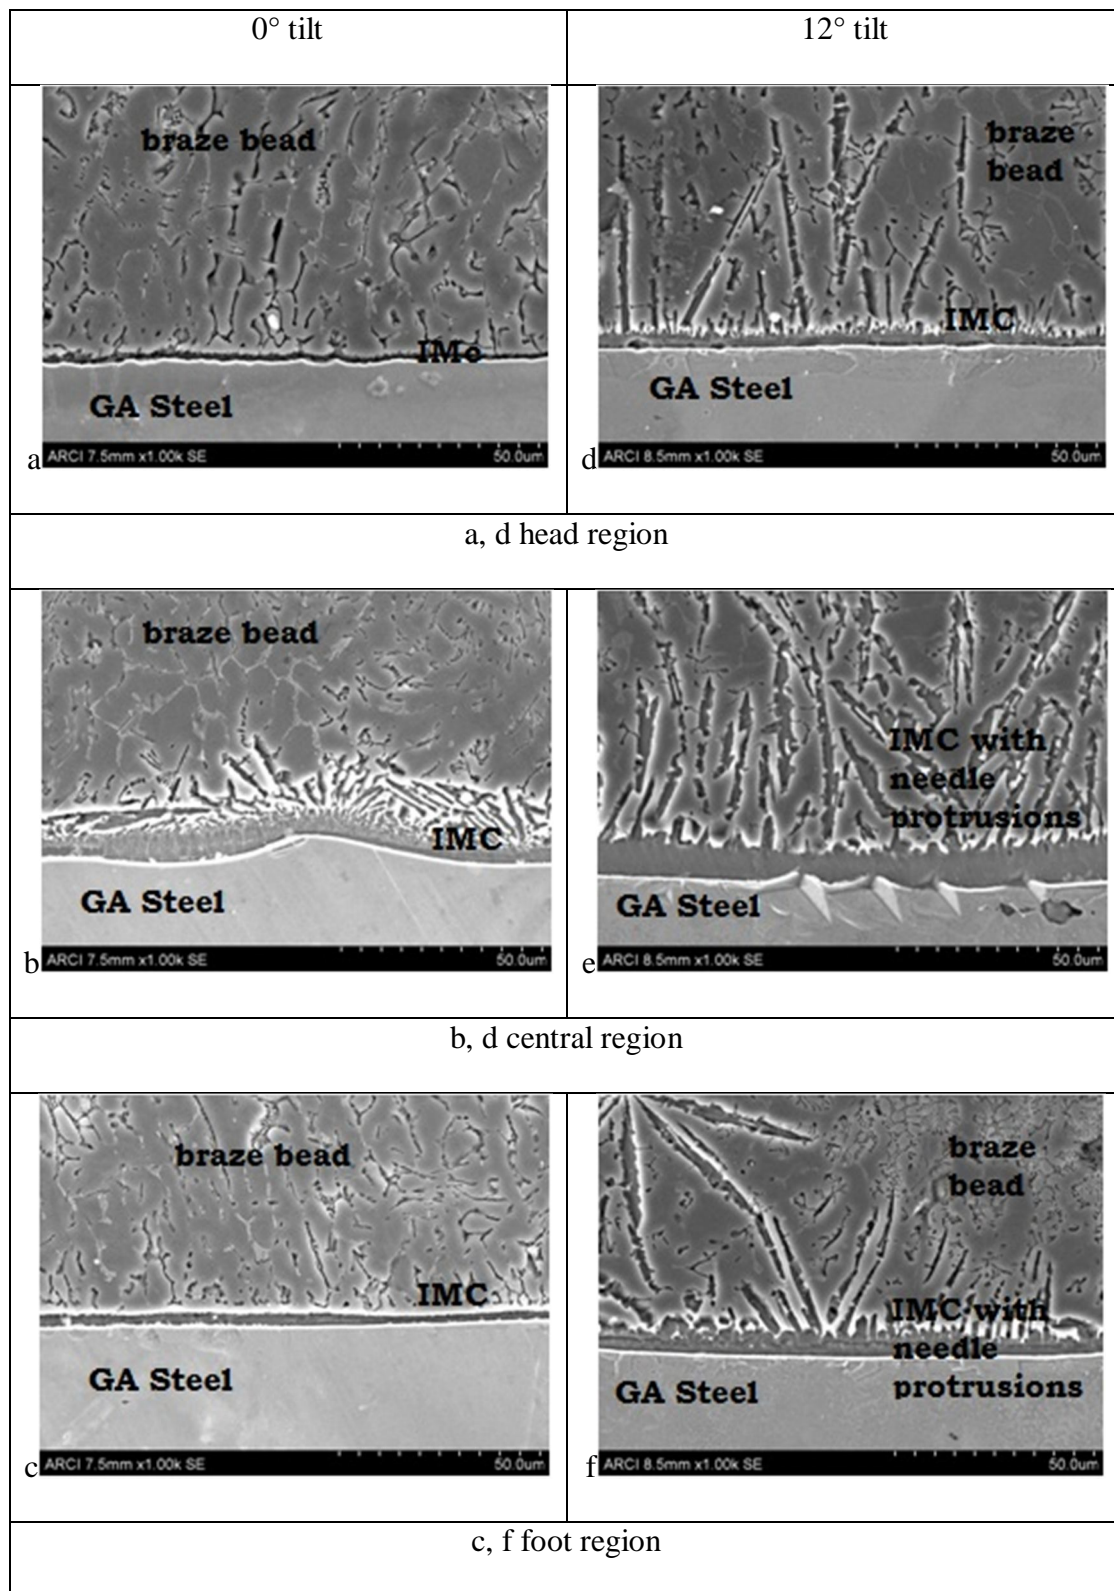 0° tilt
12° tilt
braze bead
IMc
GA Steel
a
ARCI 7.5mm x1.00k SE
50.0um
braze
bead
IMC
GA Steel
d
ARCI 8.5mm x1.00k SE
50.0um
a, d head region
braze bead
IMC
GA Steel
b
ARCI 7.5mm x1.00k SE
50.0um
IMC with
needle
protrusions
GA Steel
e
ARCI 8.5mm x1.00k SE
50.0um
b, d central region
braze bead
IMC
GA Steel
c
ARCI 7.5mm x1.00k SE
50.0um
braze
bead
IMC with
needle
protrusions
GA Steel
f
ARCI 8.5mm x1.00k SE
50.0um
c, f foot region